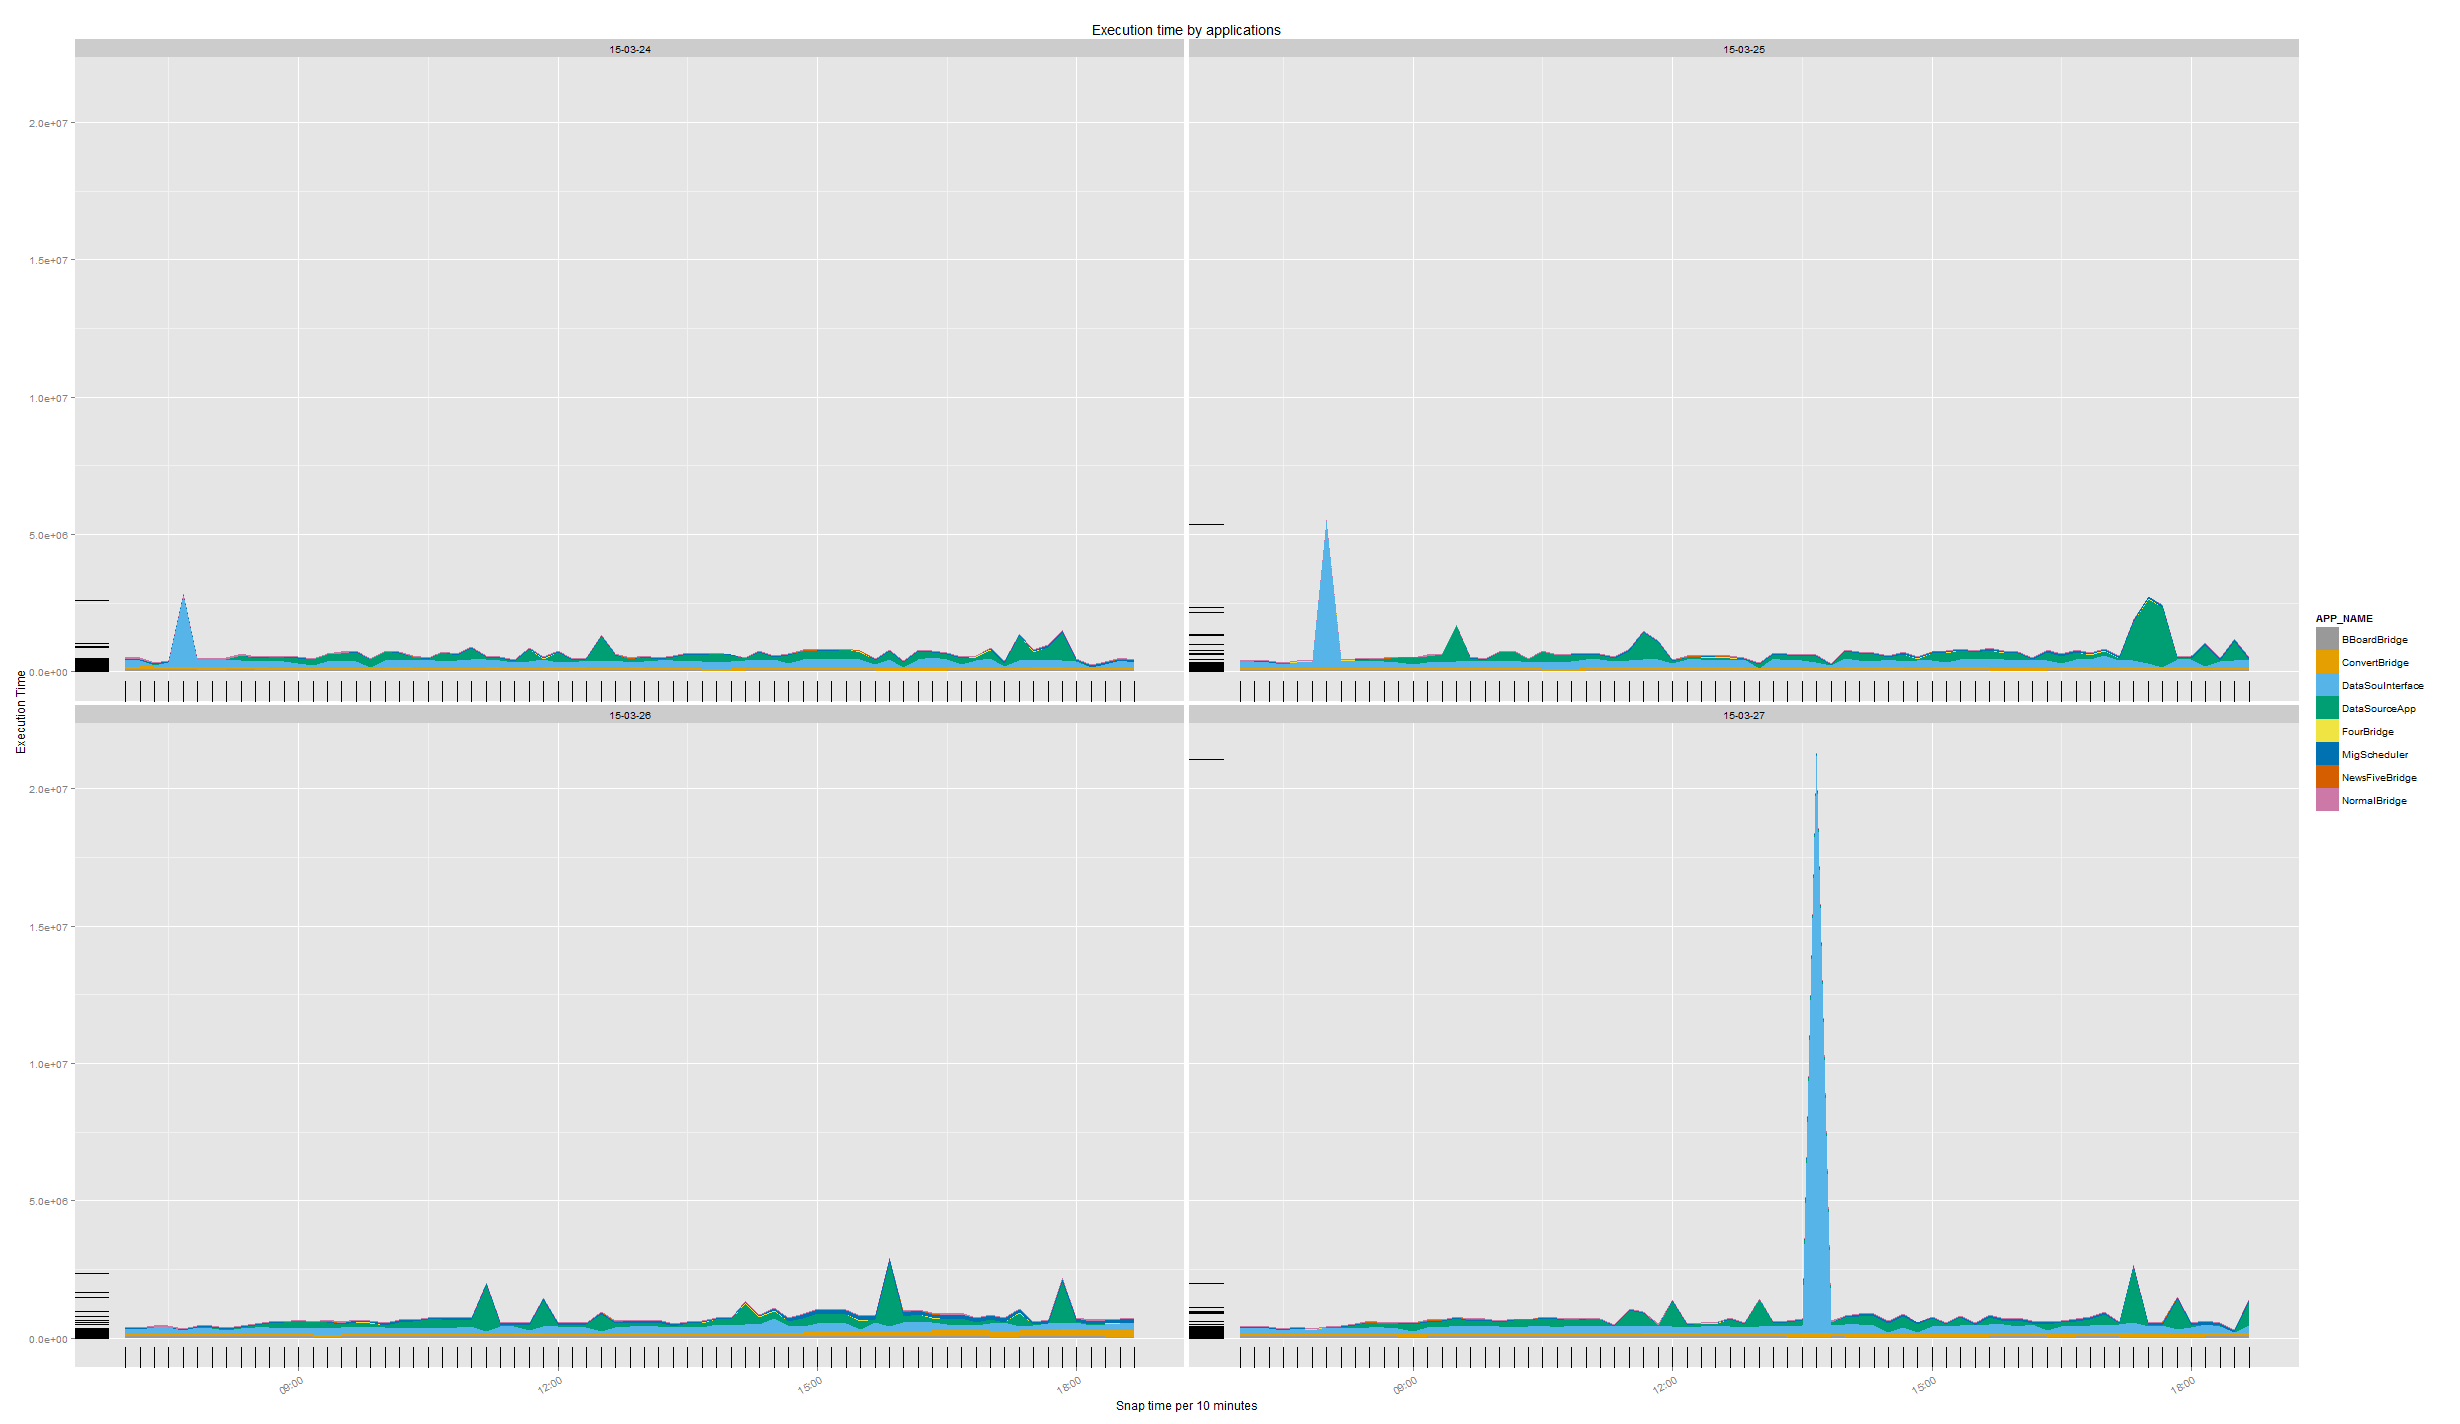 Execution time by applications
15-03-24
15-03-25
2.0e+07
1.5e+07
1.0e+07
5.0e+06
0.0e+00
15-03-26
15-03-27
2.0e+07
1.5e+07
1.0e+07
5.0e+06
0.0e+00
Execution Time
09:00
12:00
15:00
18:00
09:00
12:00
15:00
18:00
Snap time per 10 minutes
APP_NAME
BBoardBridge
ConvertBridge
DataSouInterface
DataSourceApp
FourBridge
MigScheduler
NewsFiveBridge
NormalBridge